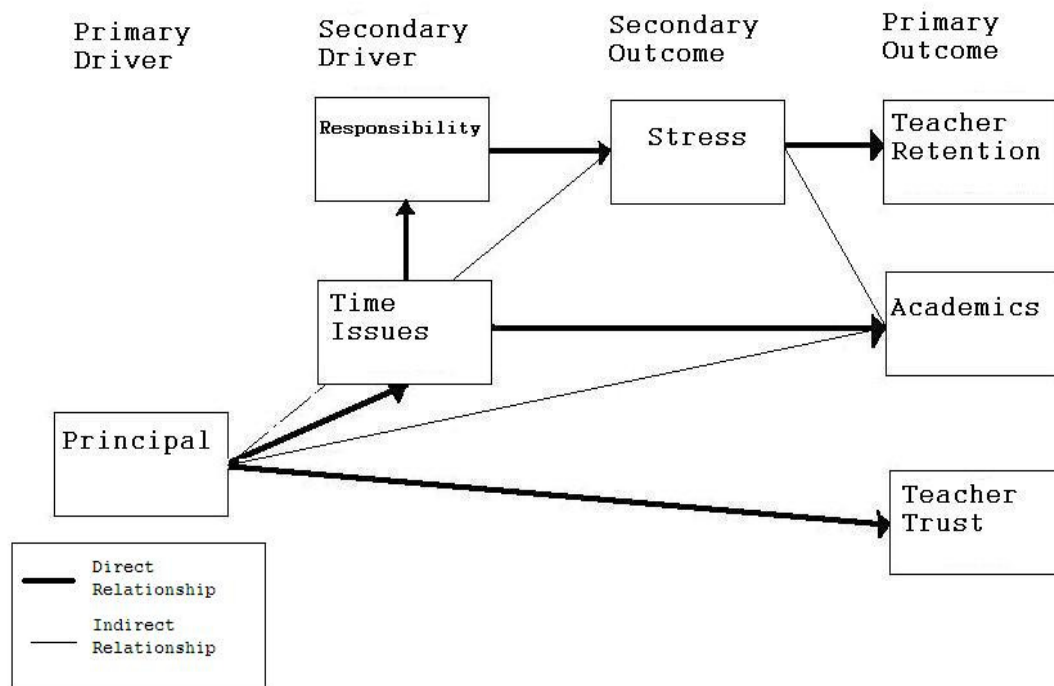 Primary
Driver
Secondary
Driver
Secondary
Outcome
Primary
Outcome
Responsibility
Stress
Teacher
Retention
Time
Issues
Academics
Principal
Teacher
Trust
Direct
Relationship
Indirect
Relationship